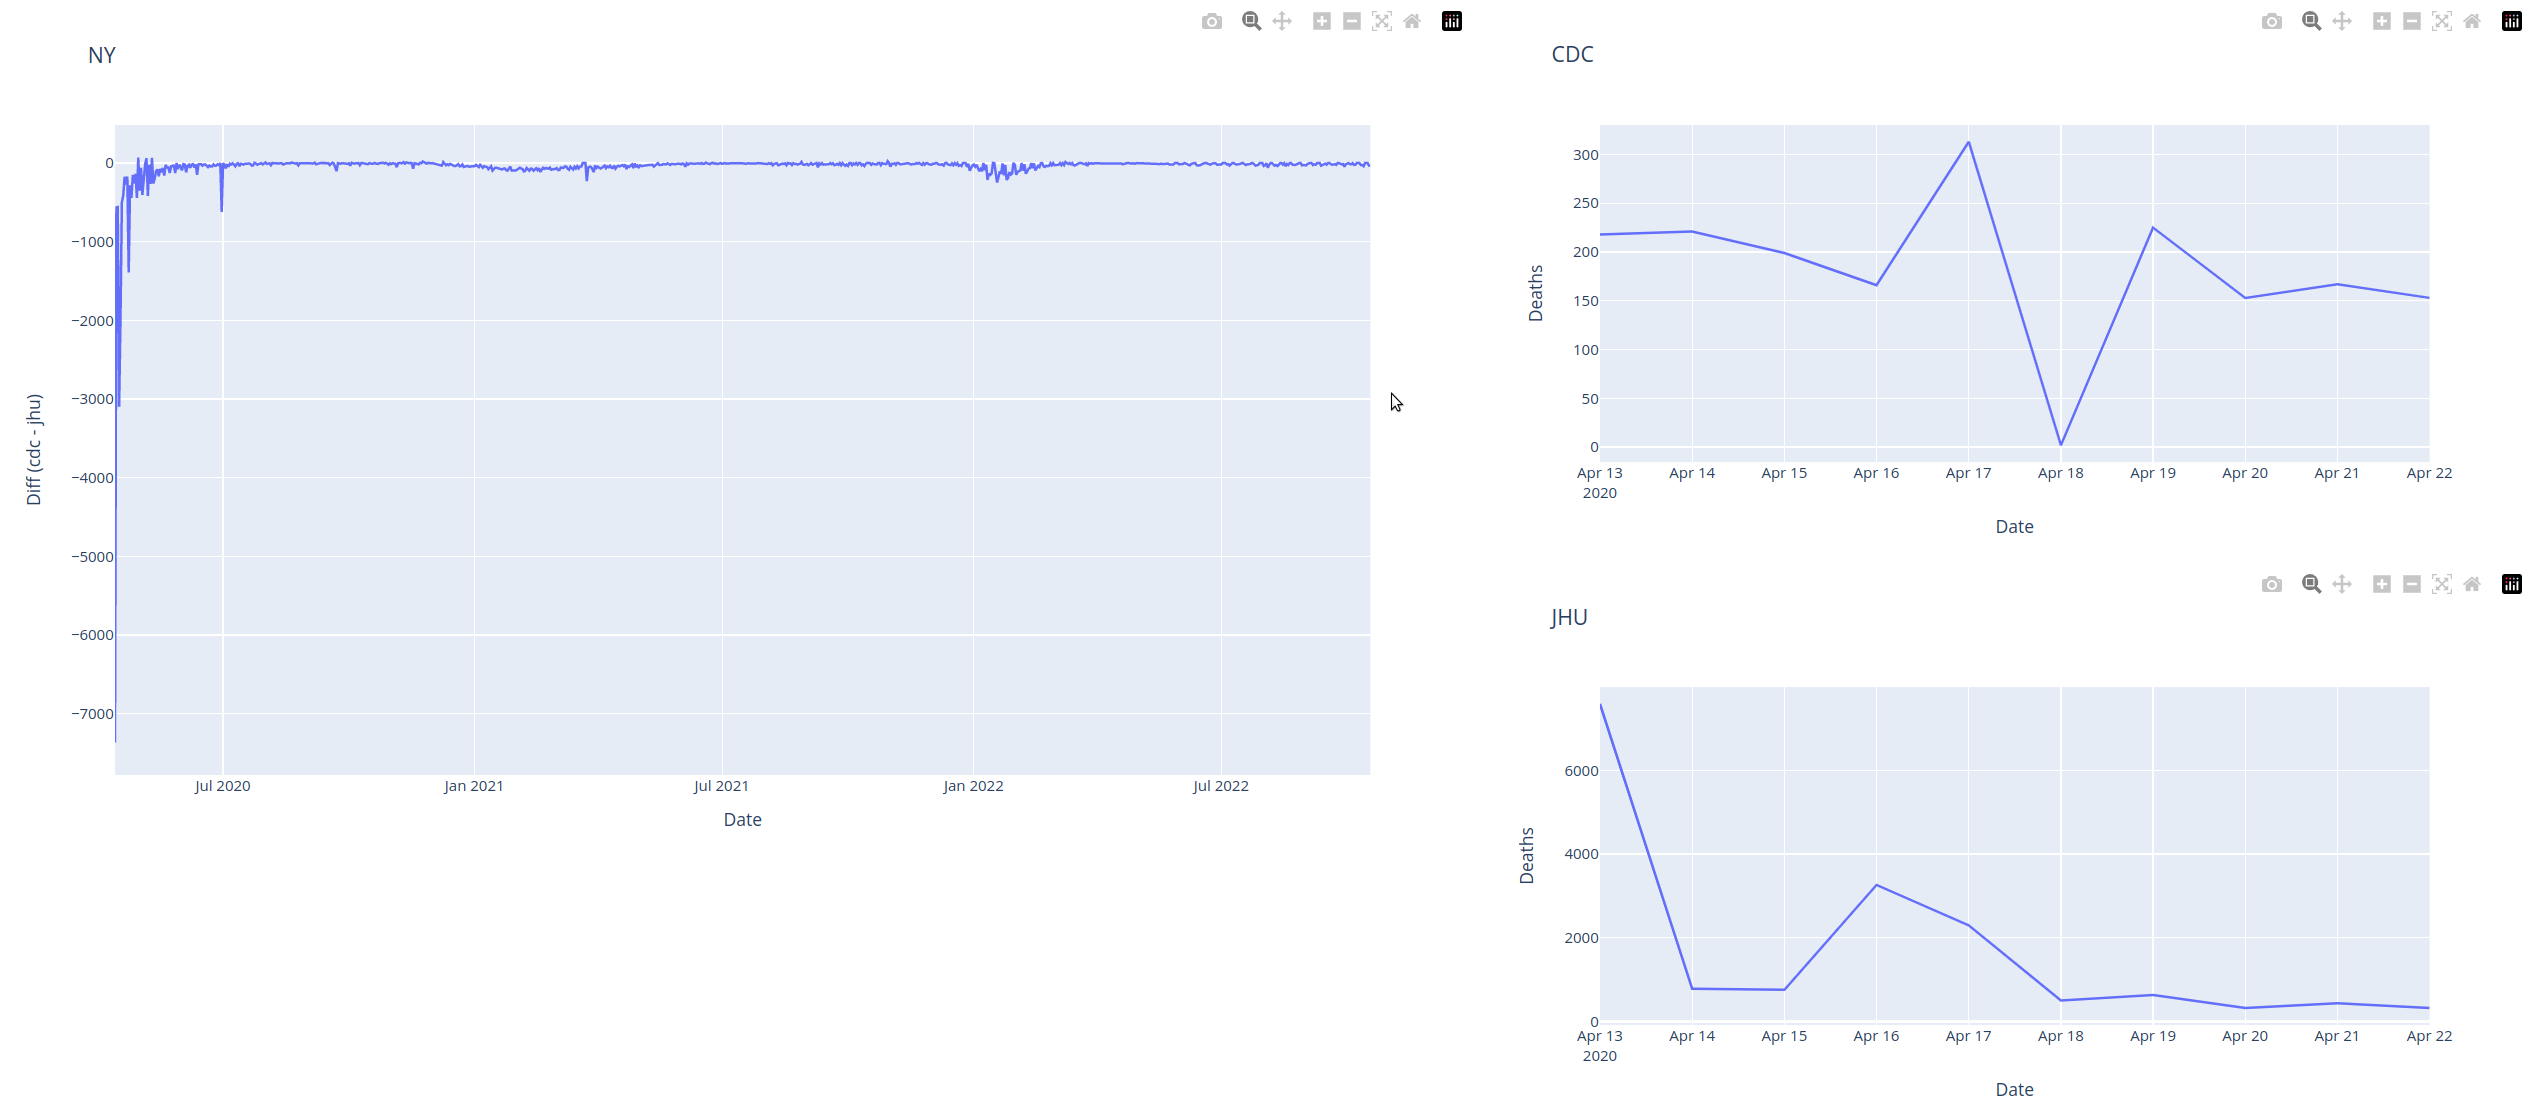 NY
0
−1000
−2000
−3000
−4000
−5000
−6000
−7000
Diff (cdc - jhu)
Jul 2020 Jan 2021 Jul 2021 Jan 2022 Jul 2022
Date
CDC
300
250
200
150
100
50
0
Deaths
Apr 13 Apr 14 Apr 15 Apr 16 Apr 17 Apr 18 Apr 19 Apr 20 Apr 21 Apr 22
2020
Date
JHU
6000
4000
2000
0
Deaths
Apr 13 Apr 14 Apr 15 Apr 16 Apr 17 Apr 18 Apr 19 Apr 20 Apr 21 Apr 22
2020
Date